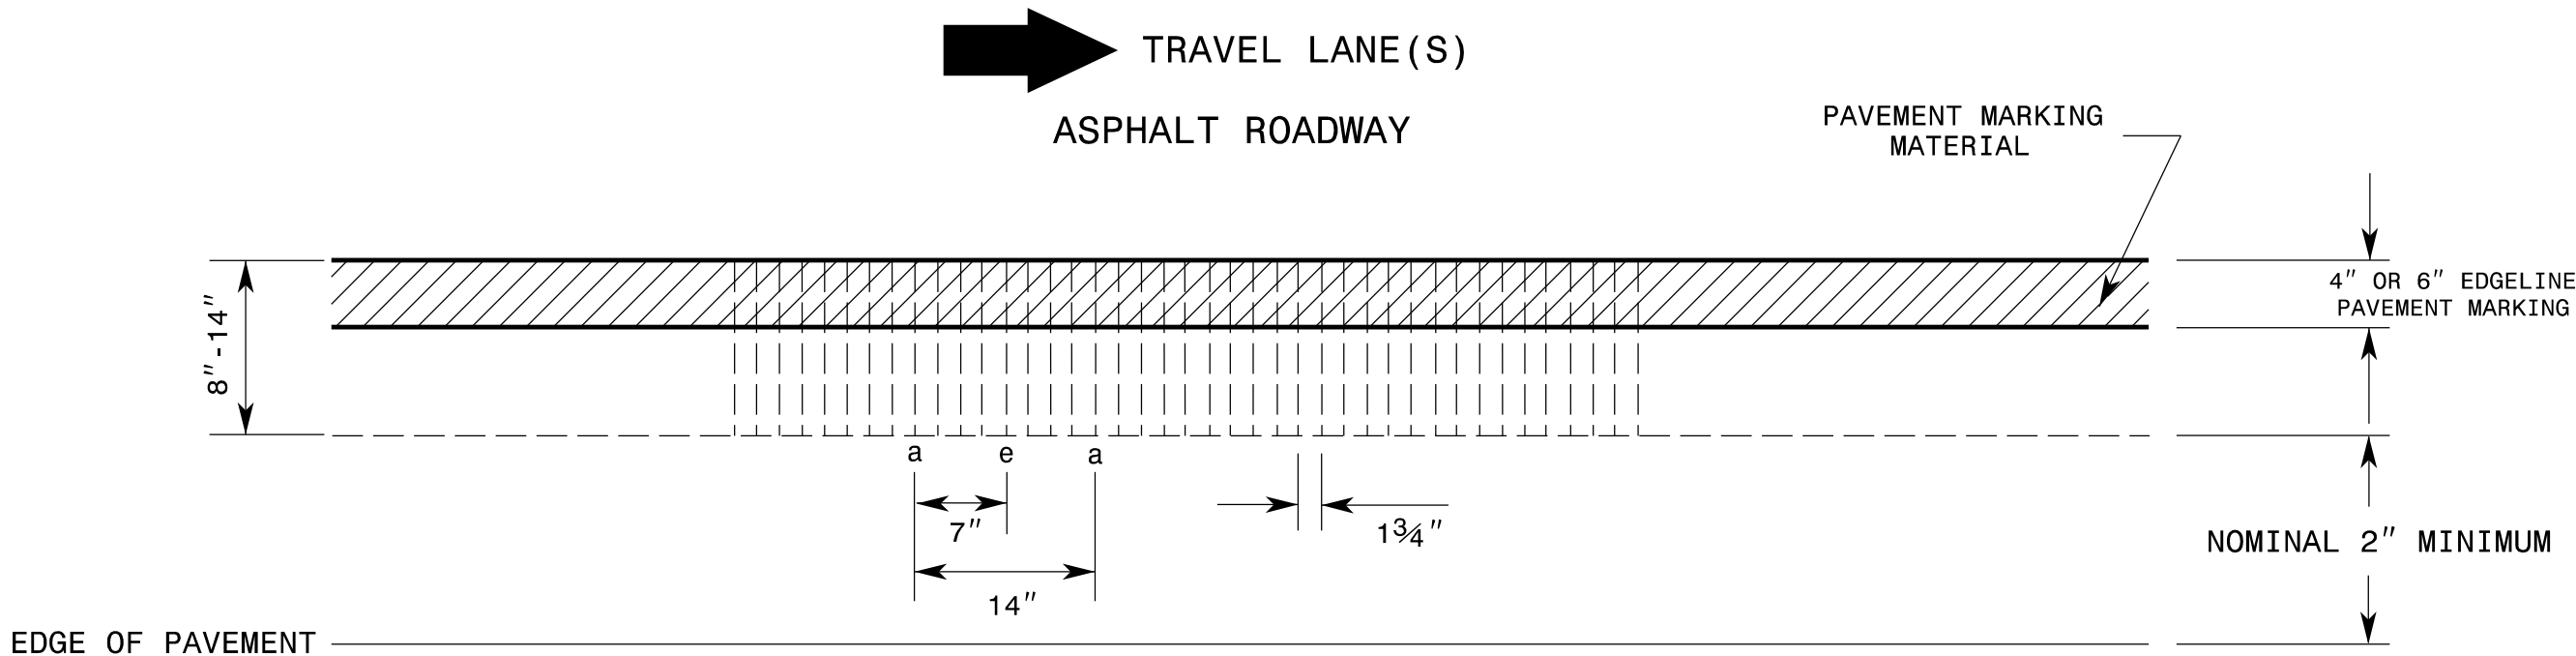 TRAVEL LANE(S)
ASPHALT ROADWAY
PAVEMENT MARKING
MATERIAL
8"-14"
4" OR 6" EDGELINE
PAVEMENT MARKING
a e a
7"
1¾"
14"
NOMINAL 2" MINIMUM
EDGE OF PAVEMENT